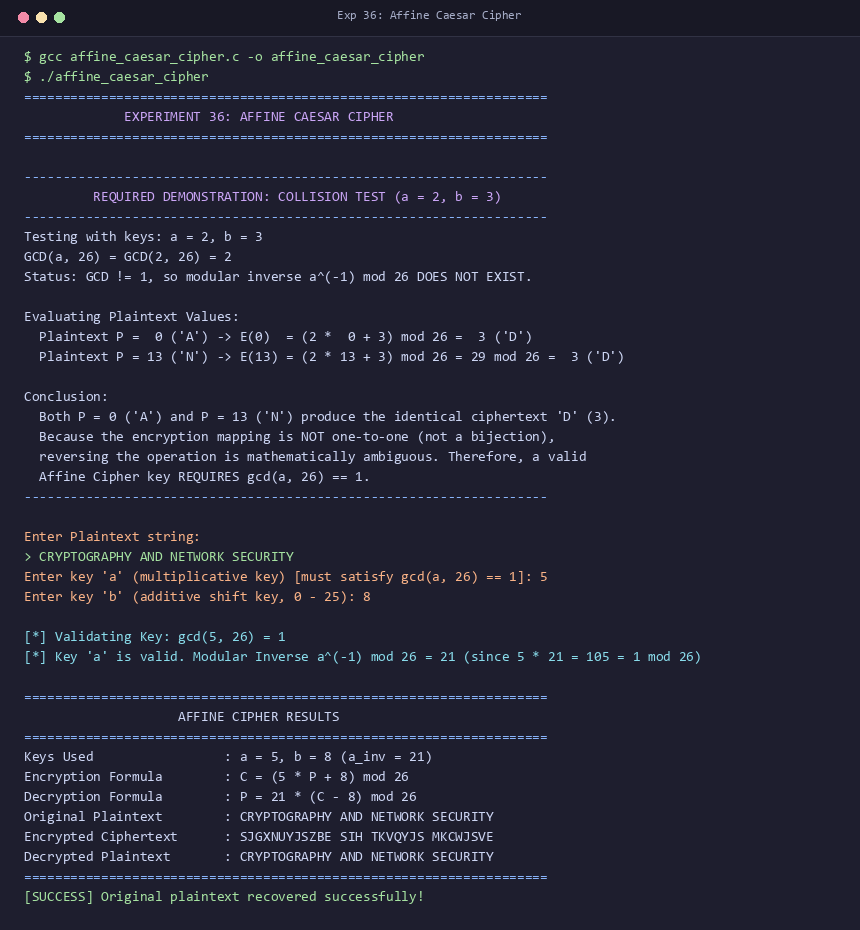 Exp 36: Affine Caesar Cipher
$ gcc affine_caesar_cipher.c -o affine_caesar_cipher
$ ./affine_caesar_cipher
====================================================================
EXPERIMENT 36: AFFINE CAESAR CIPHER
====================================================================
--------------------------------------------------------------------
REQUIRED DEMONSTRATION: COLLISION TEST (a = 2, b = 3)
--------------------------------------------------------------------
Testing with keys: a = 2, b = 3
GCD(a, 26) = GCD(2, 26) = 2
Status: GCD != 1, so modular inverse a^(-1) mod 26 DOES NOT EXIST.
Evaluating Plaintext Values:
Plaintext P =  0 ('A') -> E(0)  = (2 *  0 + 3) mod 26 =  3 ('D')
Plaintext P = 13 ('N') -> E(13) = (2 * 13 + 3) mod 26 = 29 mod 26 =  3 ('D')
Conclusion:
Both P = 0 ('A') and P = 13 ('N') produce the identical ciphertext 'D' (3).
Because the encryption mapping is NOT one-to-one (not a bijection),
reversing the operation is mathematically ambiguous. Therefore, a valid
Affine Cipher key REQUIRES gcd(a, 26) == 1.
--------------------------------------------------------------------
Enter Plaintext string:
> CRYPTOGRAPHY AND NETWORK SECURITY
Enter key 'a' (multiplicative key) [must satisfy gcd(a, 26) == 1]: 5
Enter key 'b' (additive shift key, 0 - 25): 8
[*] Validating Key: gcd(5, 26) = 1
[*] Key 'a' is valid. Modular Inverse a^(-1) mod 26 = 21 (since 5 * 21 = 105 = 1 mod 26)
====================================================================
AFFINE CIPHER RESULTS
====================================================================
Keys Used                 : a = 5, b = 8 (a_inv = 21)
Encryption Formula        : C = (5 * P + 8) mod 26
Decryption Formula        : P = 21 * (C - 8) mod 26
Original Plaintext        : CRYPTOGRAPHY AND NETWORK SECURITY
Encrypted Ciphertext      : SJGXNUYJSZBE SIH TKVQYJS MKCWJSVE
Decrypted Plaintext       : CRYPTOGRAPHY AND NETWORK SECURITY
====================================================================
[SUCCESS] Original plaintext recovered successfully!